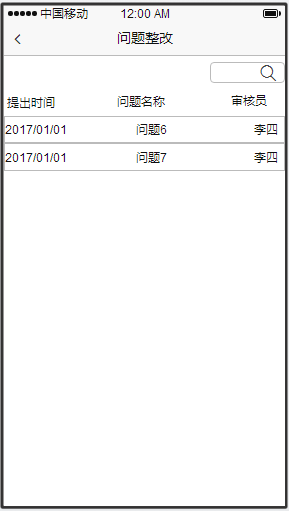 中国移动 12:00 AM
问题整改
提出时间 问题名称 审核员
2017/01/01 问题6 李四
2017/01/01 问题7 李四